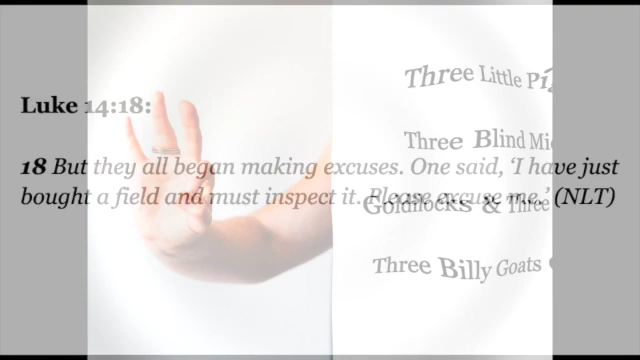 Luke 14:18:
18 But they all began making excuses. One said, ‘I have just
bought a field and must inspect it. Please excuse me.’ (NLT)
Three Little
Three Blind
Goldilocks & Three
Three Billy Goats